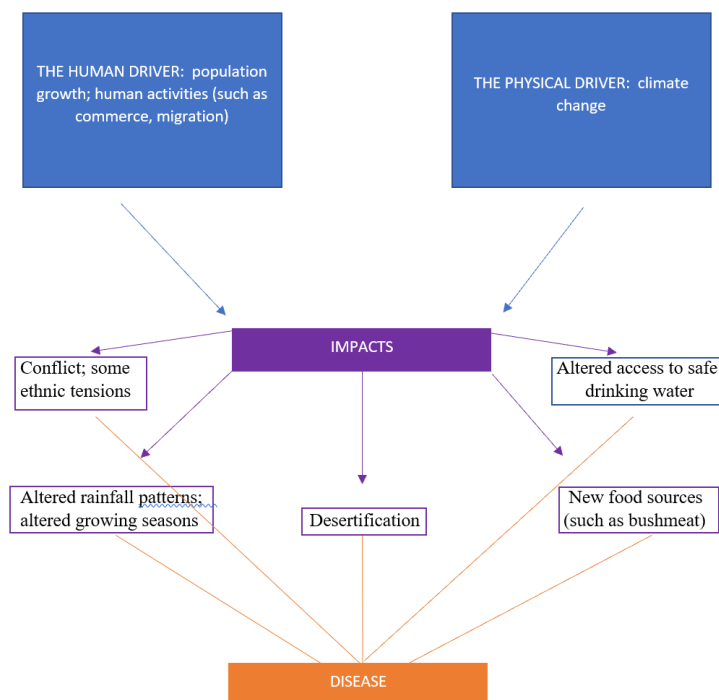 THE HUMAN DRIVER:  population
growth; human activities (such as
commerce, migration)
THE PHYSICAL DRIVER:  climate
change
IMPACTS
Conflict; some
ethnic tensions
Altered access to safe
drinking water
Altered rainfall patterns;
altered growing seasons
Desertification
New food sources
(such as bushmeat)
DISEASE